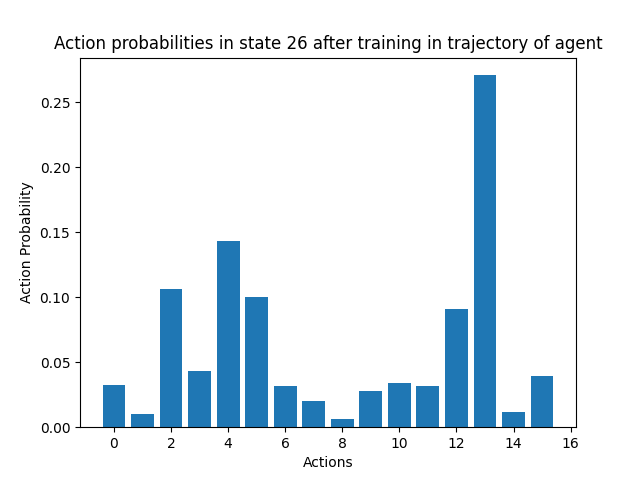 Action probabilities in state 26 after training in trajectory of agent
0.25
0.20
0.15
0.10
0.05
0.00
Action Probability
0 2 4 6 8 10 12 14 16
Actions